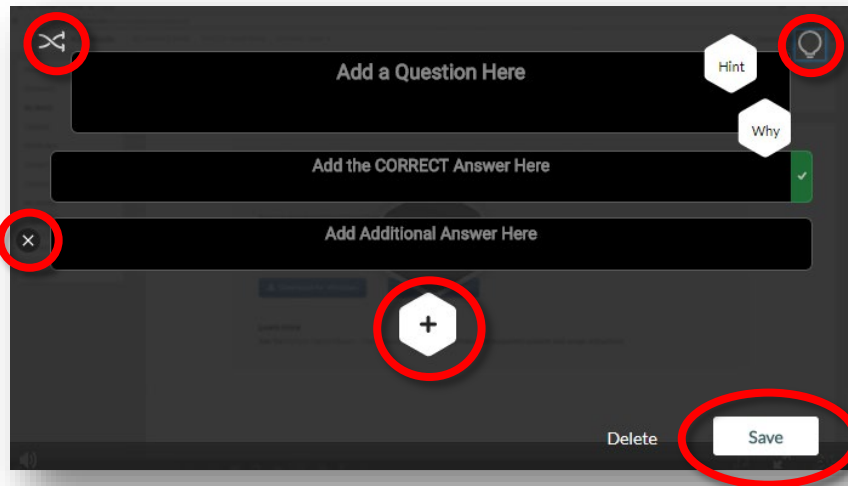 Add a Question Here
Hint
Why
Add the CORRECT Answer Here
Add Additional Answer Here
Delete
Save